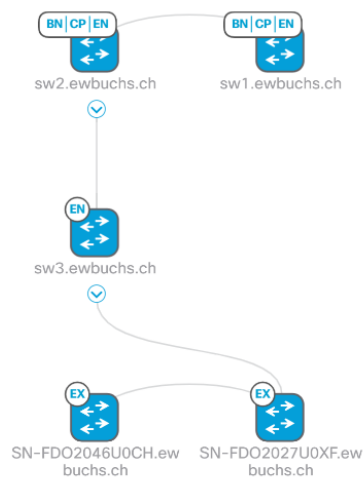 BN CP EN
BN CP EN
sw2.ewbuchs.ch
sw1.ewbuchs.ch
EN
sw3.ewbuchs.ch
EX
EX
SN-FDO2046U0CH.ew
buchs.ch
SN-FDO2027U0XF.ew
buchs.ch